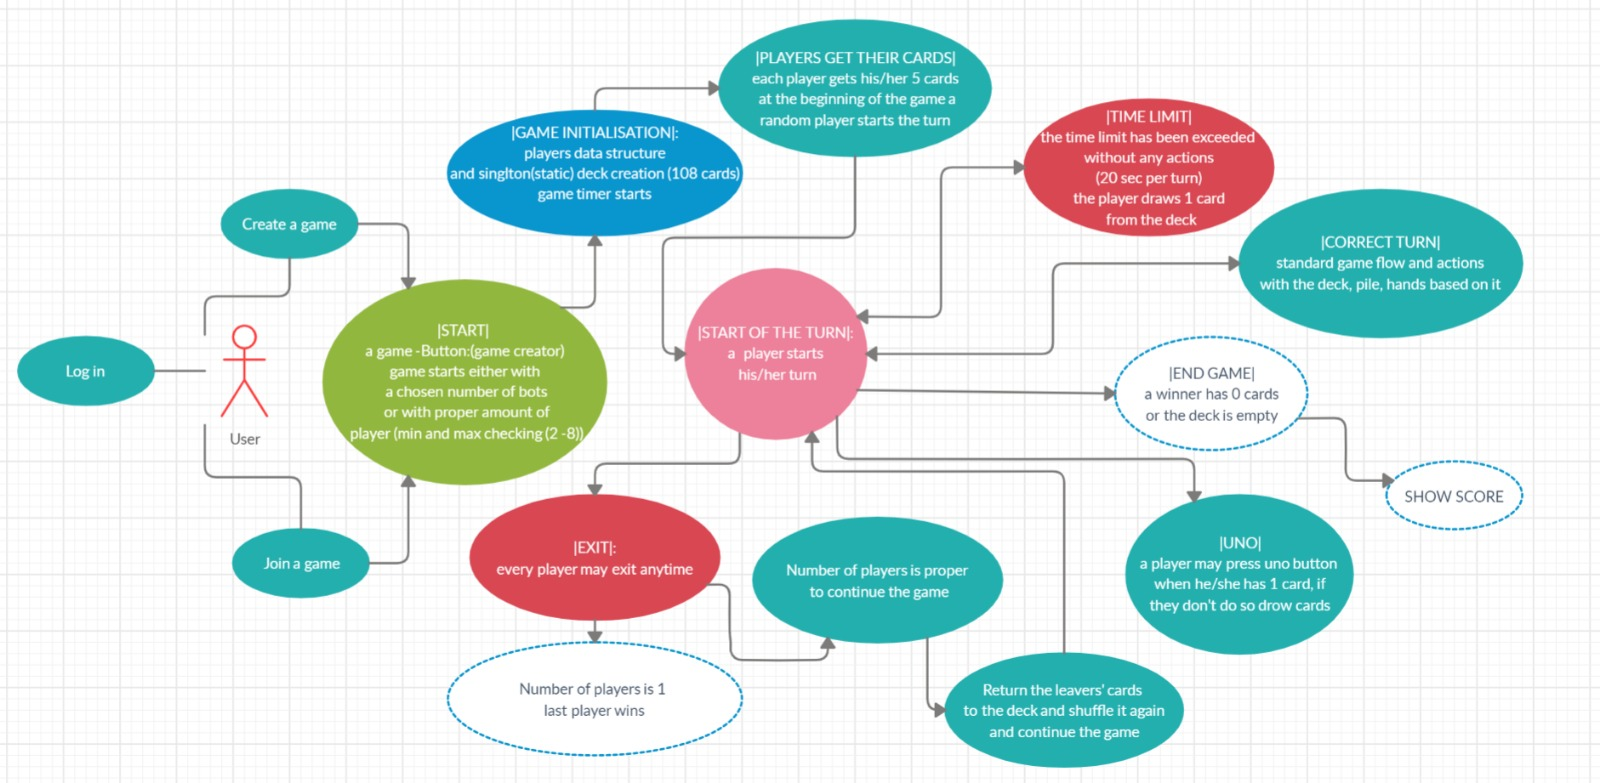 |PLAYERS GET THEIR CARDS|
each player gets his/her 5 cards
at the beginning of the game a
random player starts the turn
|GAME INITIALISATION|:
players data structure
and singlton(static) deck creation (108 cards)
game timer starts
|TIME LIMIT|
the time limit has been exceeded
without any actions
(20 sec per turn)
the player draws 1 card
from the deck
Create a game
|CORRECT TURN|
standard game flow and actions
with the deck, pile, hands based on it
Log in
User
|START|
a game -Button:(game creator)
game starts either with
a chosen number of bots
or with proper amount of
player (min and max checking (2 -8))
|START OF THE TURN|:
a player starts
his/her turn
|END GAME|
a winner has 0 cards
or the deck is empty
SHOW SCORE
Join a game
|EXIT|:
every player may exit anytime
Number of players is proper
to continue the game
|UNO|
a player may press uno button
when he/she has 1 card, if
they don't do so drow cards
Number of players is 1
last player wins
Return the leavers' cards
to the deck and shuffle it again
and continue the game